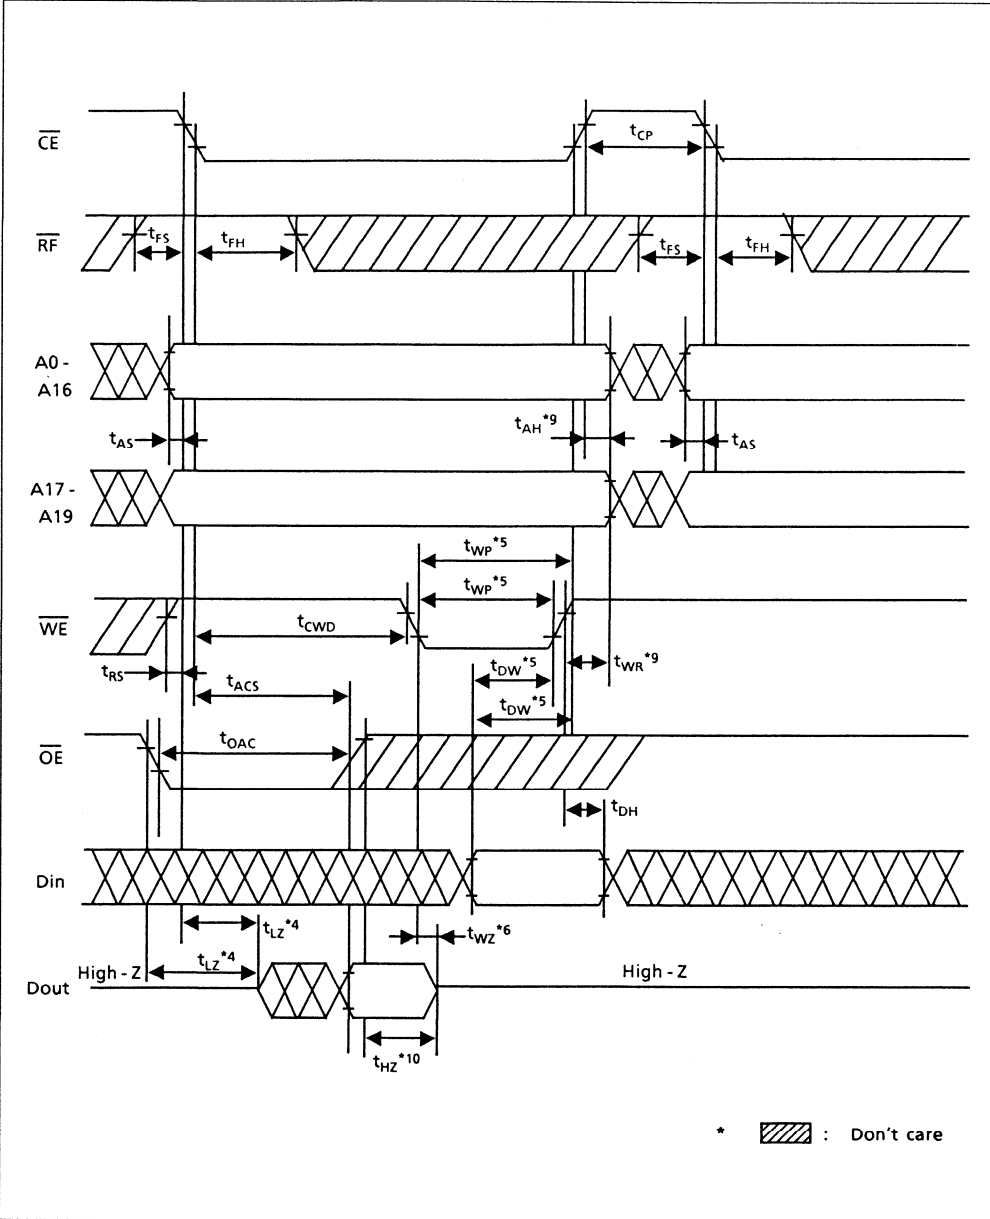 CE
tCP
RF
tFS
tFH
tFS
tFH
A0 -
A16
tAS
tAH*9
tAS
A17 -
A19
tWP*5
tWP*5
WE
tCWD
tRS
tDW*5
tWR*9
tACS
tDW*5
OE
tOAC
tDH
Din
tLZ*4
tWZ*6
High - Z
tLZ*4
High - Z
Dout
tHZ*10
* : Don't care